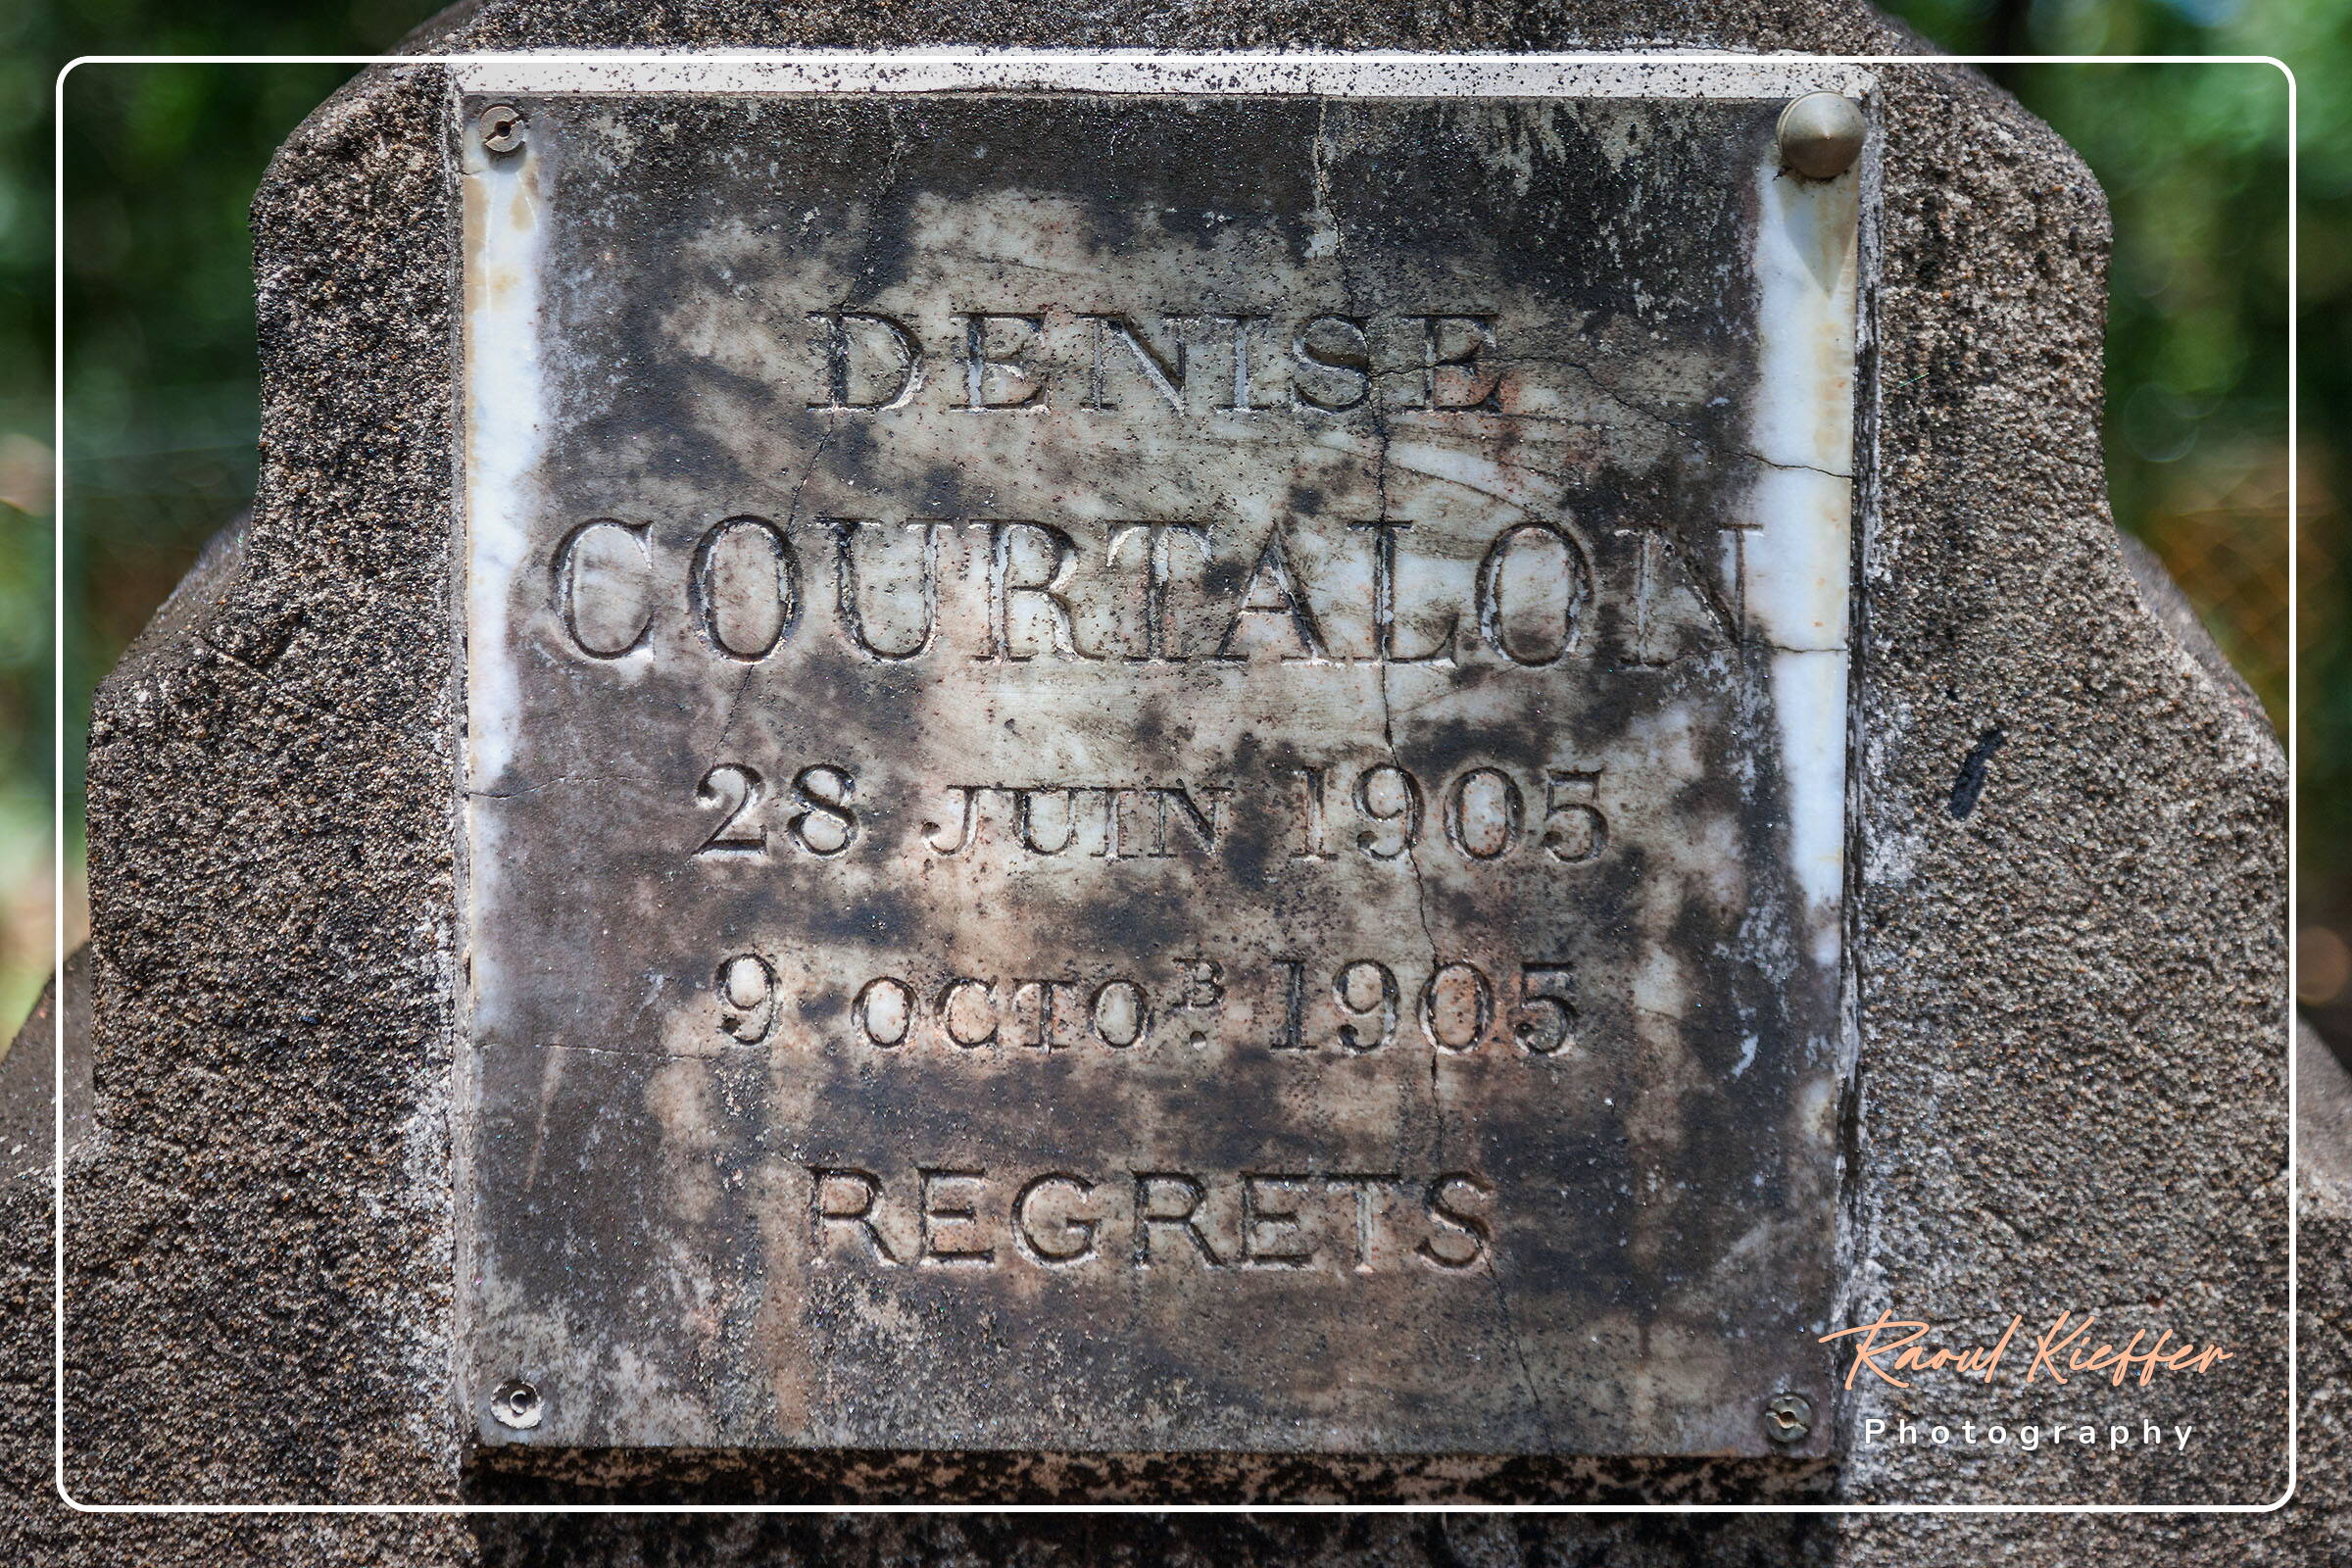 DENISE
COURTALON
28 JUIN 1905
9 OCTOᴮ. 1905
REGRETS
Raoul Kieffer
Photography